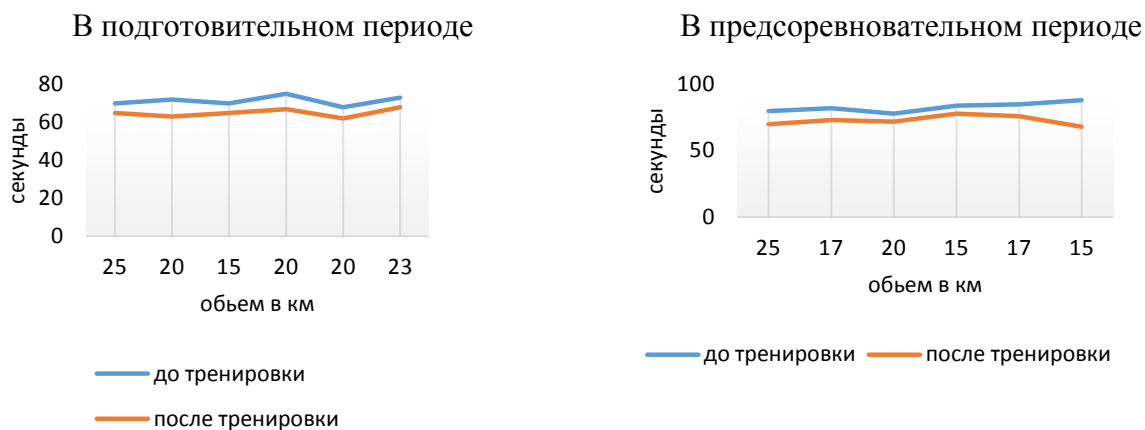 В подготовительном периоде
80
60
40
20
0
секунды
25 20 15 20 20 23
обьем в км
до тренировки
после тренировки
В предсоревновательном периоде
100
50
0
секунды
25 17 20 15 17 15
обьем в км
до тренировки после тренировки